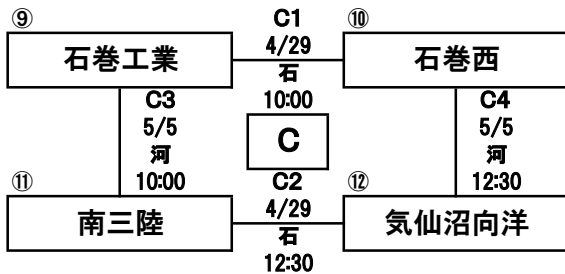 ⑨
C1
⑩
石巻工業
4/29
石巻西
石
10:00
C3
5/5
河
10:00
C
C4
5/5
河
12:30
⑪
C2
⑫
南三陸
4/29
気仙沼向洋
石
12:30